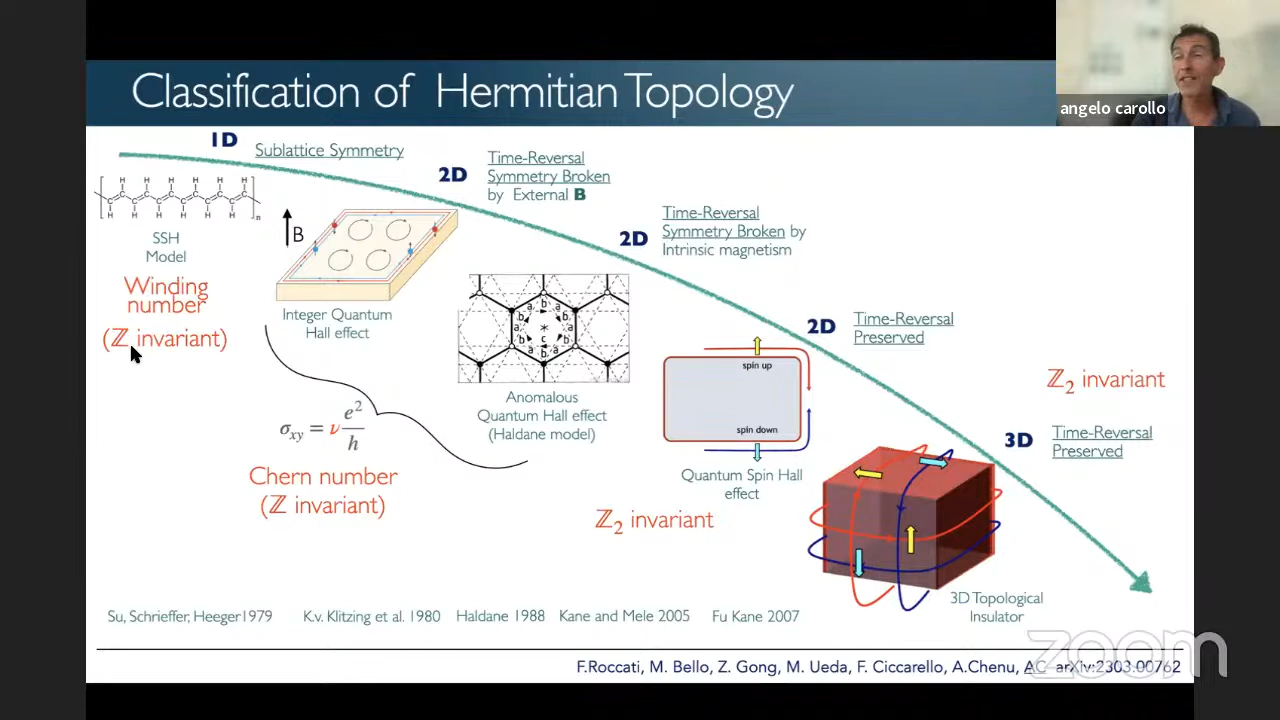 Classification of Hermitian Topology
angelo carollo
1D
Sublattice Symmetry
2D
Time-Reversal
Symmetry Broken
by External B
2D
Time-Reversal
Symmetry Broken by
Intrinsic magnetism
2D
Time-Reversal
Preserved
3D
Time-Reversal
Preserved
H H H H H H
H H H H H H
n
SSH
Model
Winding
number
(ℤ invariant)
B
Integer Quantum
Hall effect
σxy = ν e²/h
Chern number
(ℤ invariant)
a b a b a b a b a b a b
c
Anomalous
Quantum Hall effect
(Haldane model)
spin up
spin down
Quantum Spin Hall
effect
ℤ₂ invariant
ℤ₂ invariant
3D Topological
Insulator
Su, Schrieffer, Heeger1979
K.v. Klitzing et al. 1980
Haldane 1988
Kane and Mele 2005
Fu Kane 2007
F.Roccati, M. Bello, Z. Gong, M. Ueda, F. Ciccarello, A.Chenu, AC- arXiv:2303.00762
zoom